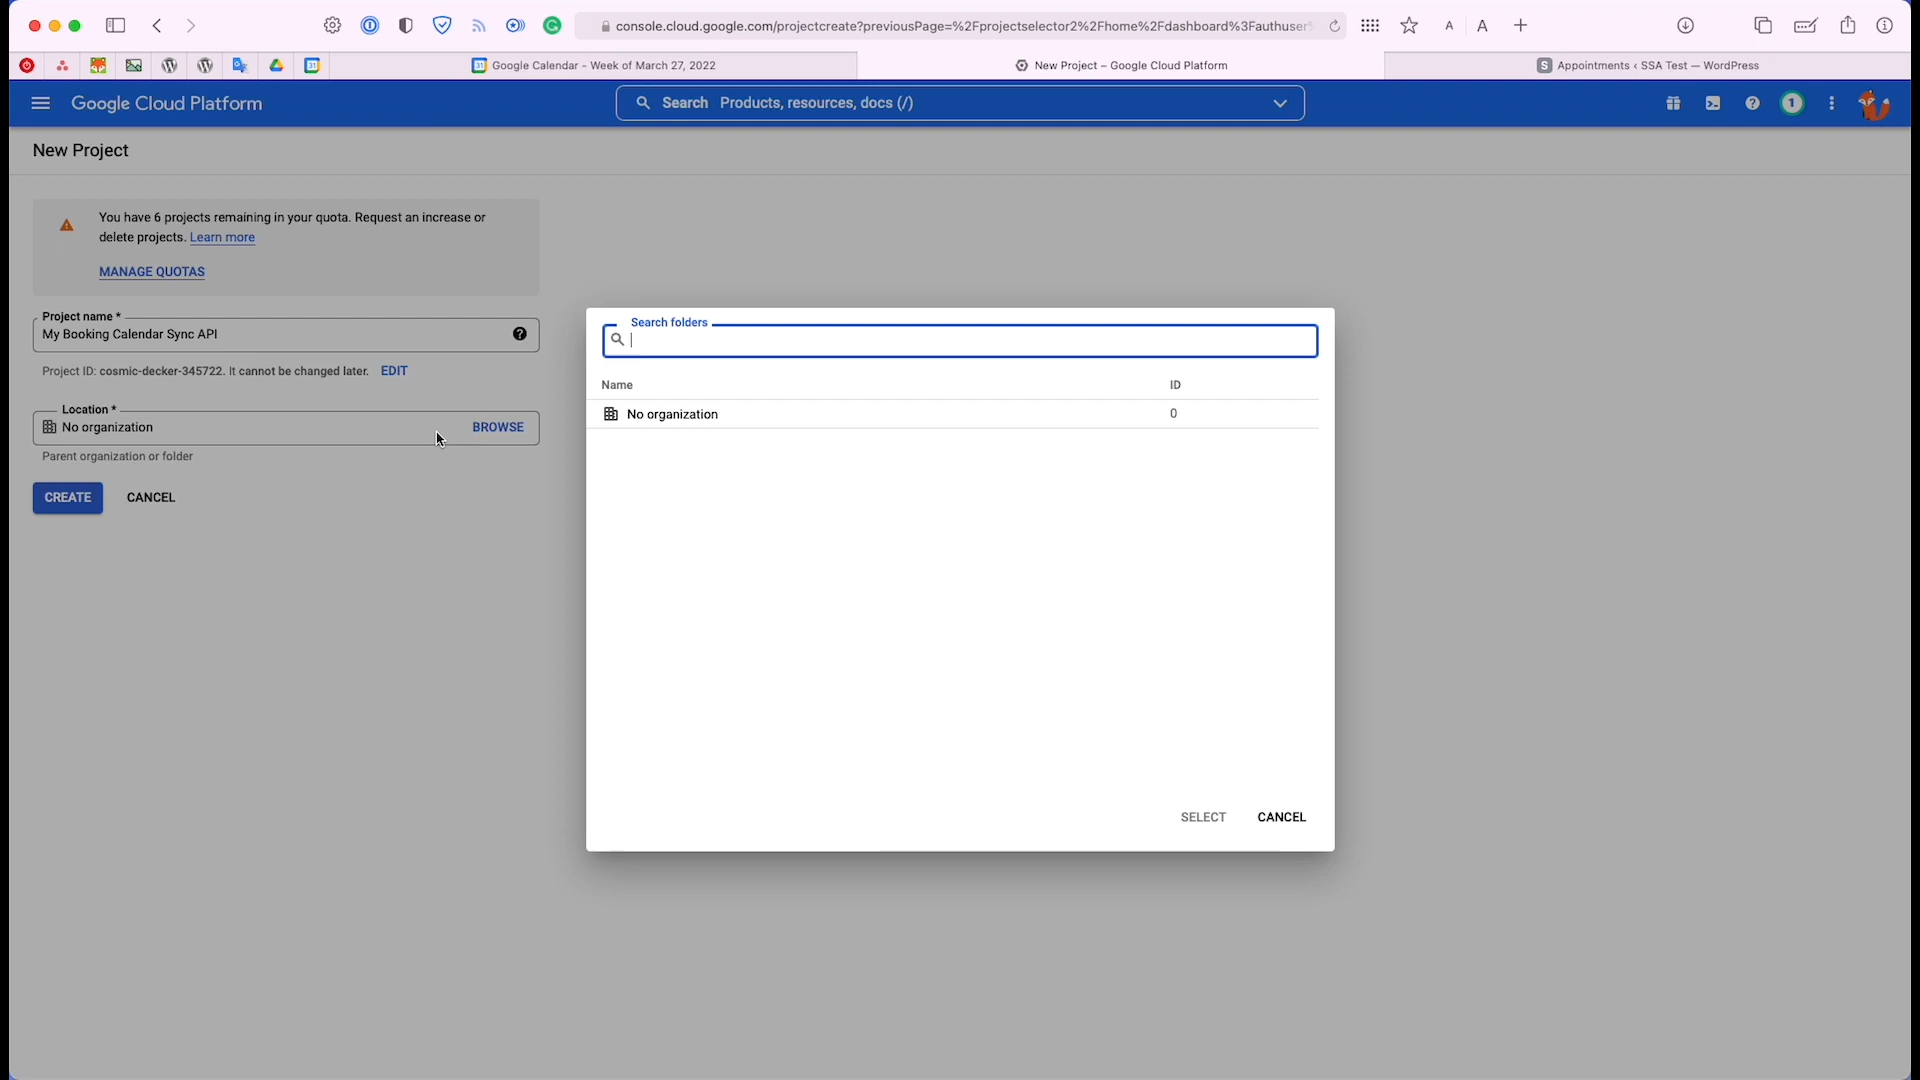 console.cloud.google.com/projectcreate?previousPage=%2Fprojectselector2%2Fhome%2Fdashboard%3Fauthuser
A A
Google Calendar - Week of March 27, 2022
New Project – Google Cloud Platform
S Appointments ‹ SSA Test — WordPress
Google Cloud Platform
Search Products, resources, docs (/)
1
New Project
You have 6 projects remaining in your quota. Request an increase or
delete projects. Learn more
MANAGE QUOTAS
Project name *
My Booking Calendar Sync API
Project ID: cosmic-decker-345722. It cannot be changed later. EDIT
Location *
No organization BROWSE
Parent organization or folder
CREATE CANCEL
Search folders
Name ID
No organization 0
SELECT CANCEL